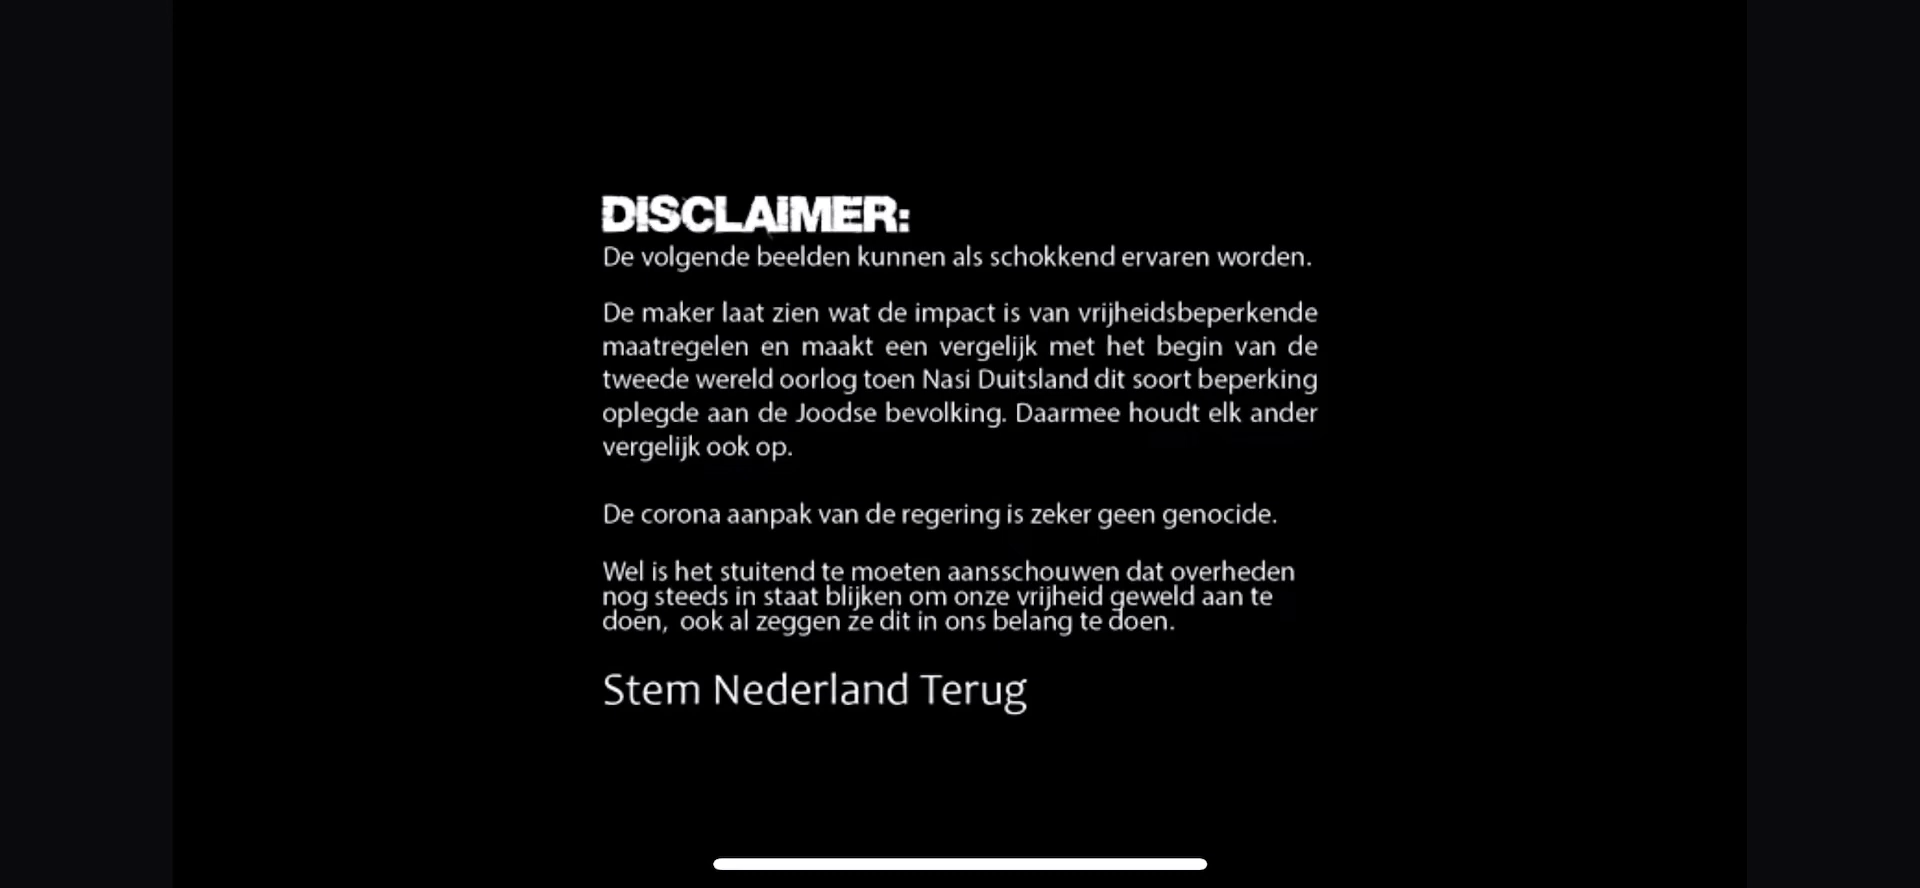 DISCLAIMER:
De volgende beelden kunnen als schokkend ervaren worden.
De maker laat zien wat de impact is van vrijheidsbeperkende
maatregelen en maakt een vergelijk met het begin van de
tweede wereld oorlog toen Nasi Duitsland dit soort beperking
oplegde aan de Joodse bevolking. Daarmee houdt elk ander
vergelijk ook op.
De corona aanpak van de regering is zeker geen genocide.
Wel is het stuitend te moeten aansschouwen dat overheden
nog steeds in staat blijken om onze vrijheid geweld aan te
doen, ook al zeggen ze dit in ons belang te doen.
Stem Nederland Terug